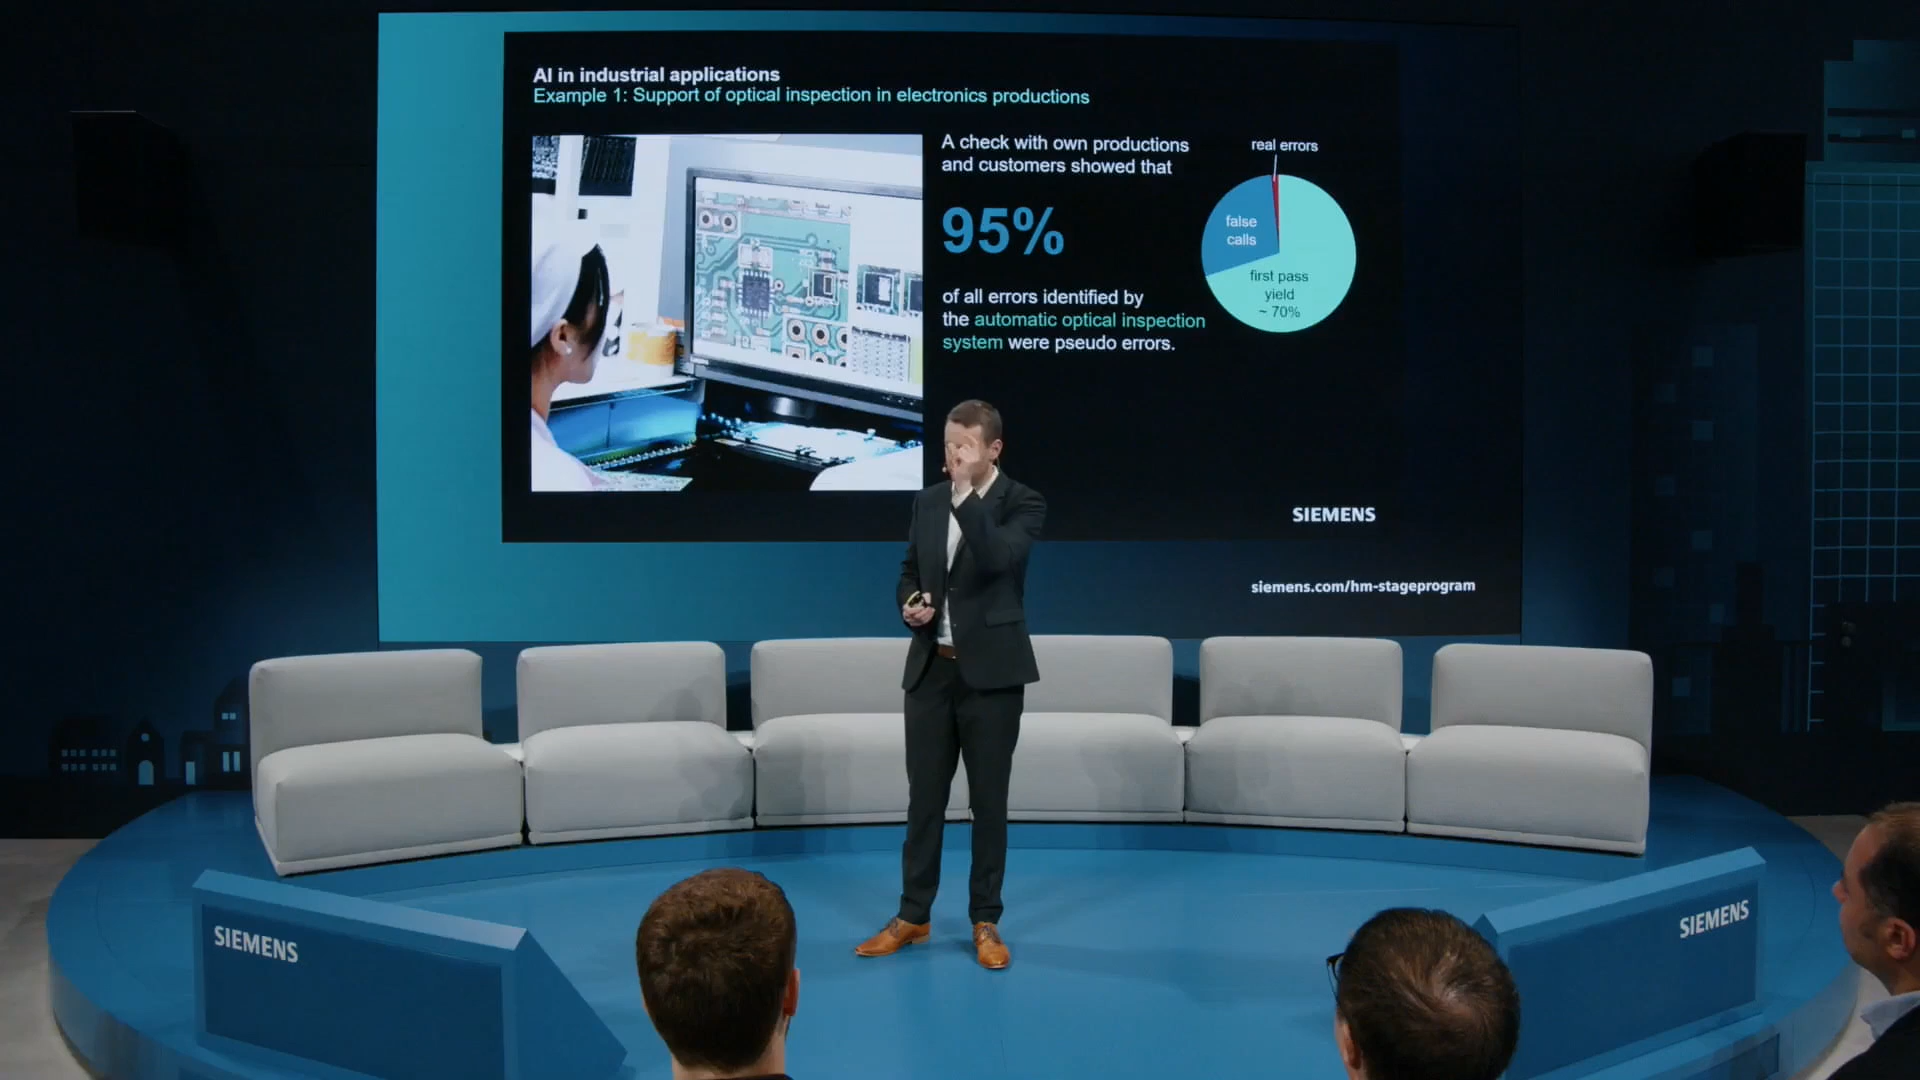 AI in industrial applications
Example 1: Support of optical inspection in electronics productions
A check with own productions
and customers showed that
95%
of all errors identified by
the automatic optical inspection
system were pseudo errors.
real errors
false
calls
first pass
yield
~ 70%
SIEMENS
siemens.com/hm-stageprogram
SIEMENS
SIEMENS